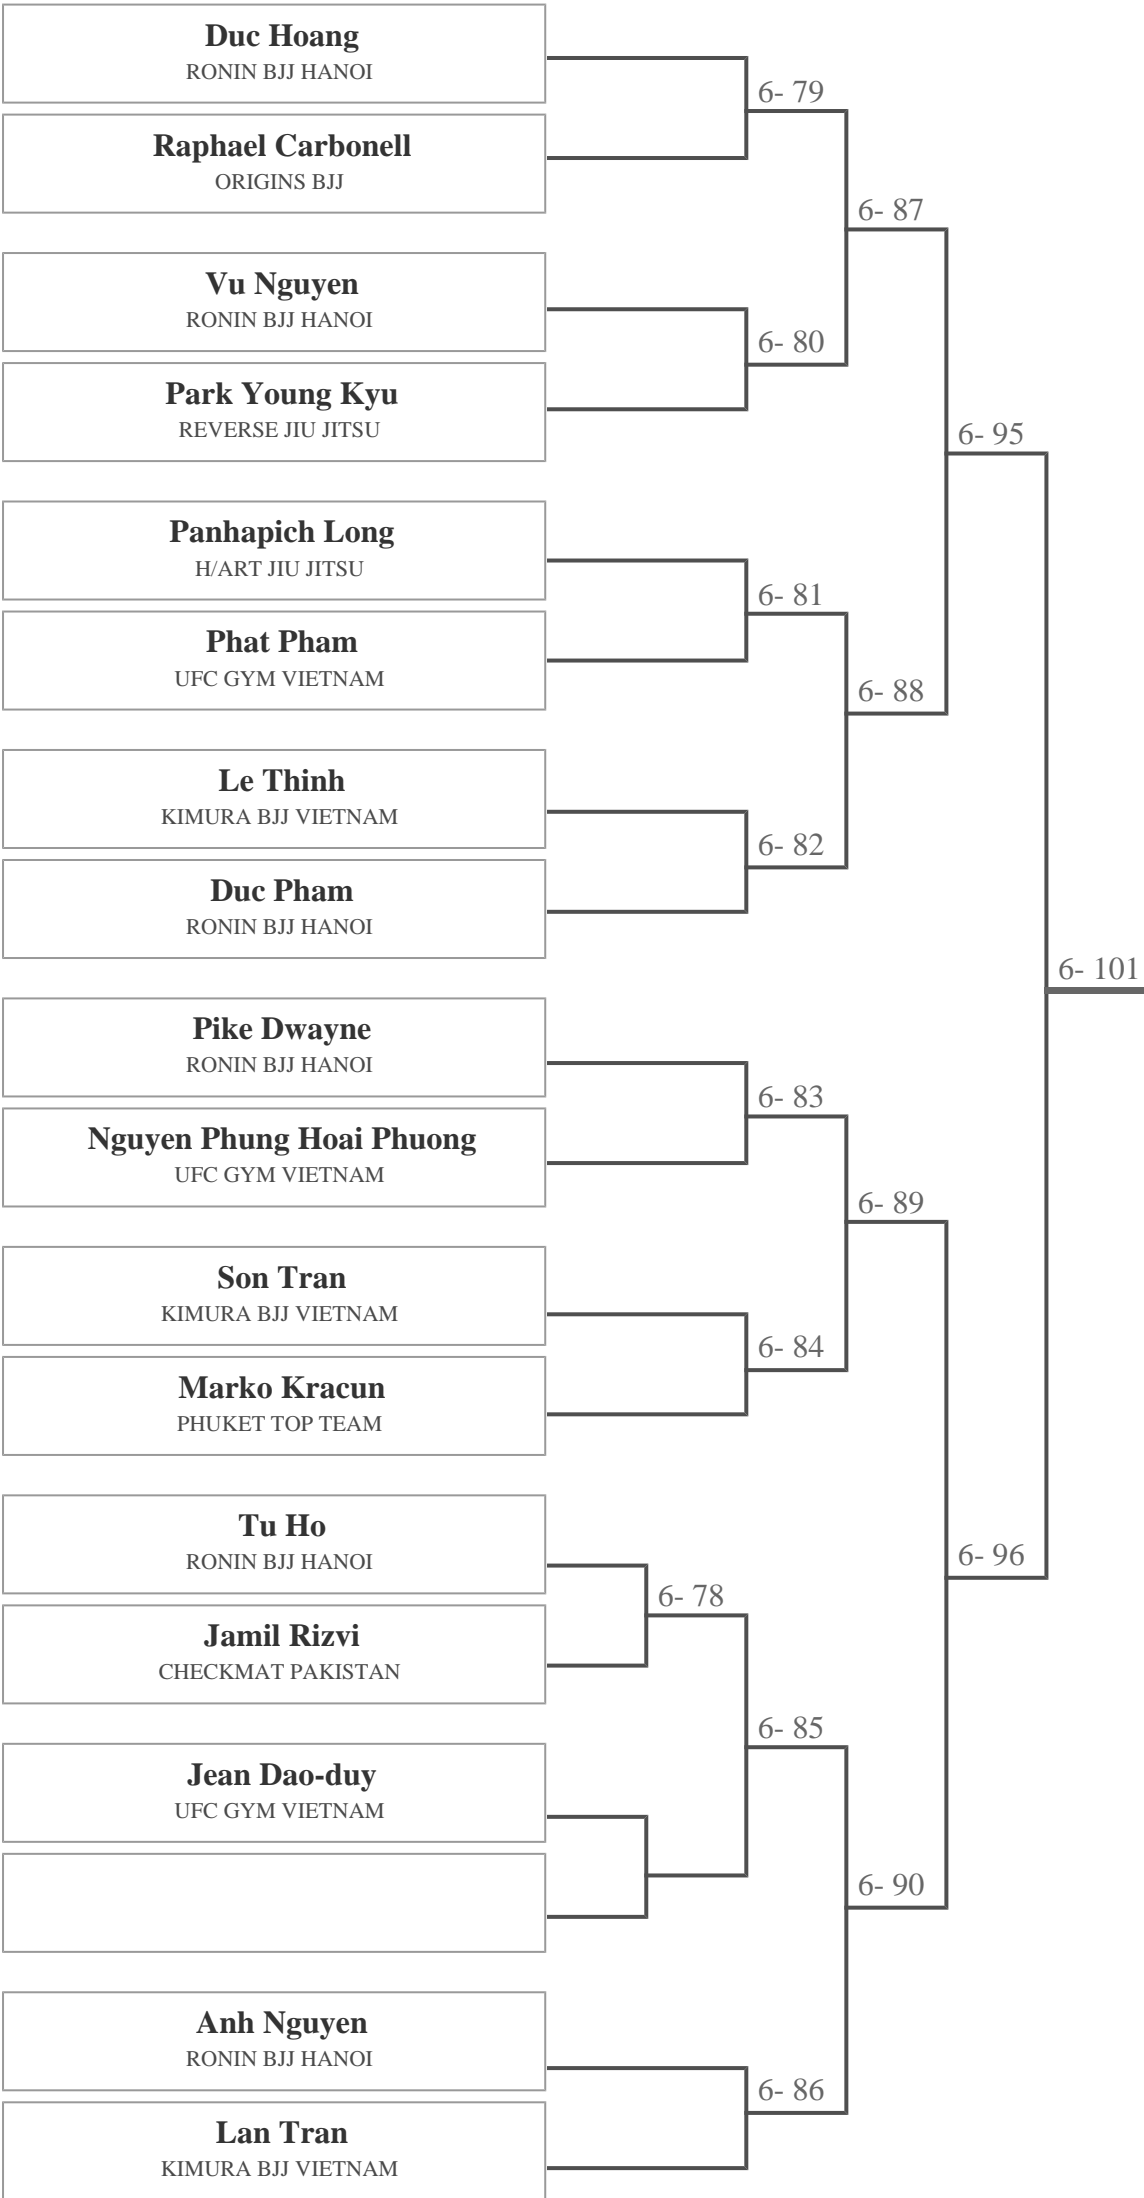 Duc Hoang
RONIN BJJ HANOI
6- 79
Raphael Carbonell
ORIGINS BJJ
6- 87
Vu Nguyen
RONIN BJJ HANOI
6- 80
Park Young Kyu
REVERSE JIU JITSU
6- 95
Panhapich Long
H/ART JIU JITSU
6- 81
Phat Pham
UFC GYM VIETNAM
6- 88
Le Thinh
KIMURA BJJ VIETNAM
6- 82
Duc Pham
RONIN BJJ HANOI
6- 101
Pike Dwayne
RONIN BJJ HANOI
6- 83
Nguyen Phung Hoai Phuong
UFC GYM VIETNAM
6- 89
Son Tran
KIMURA BJJ VIETNAM
6- 84
Marko Kracun
PHUKET TOP TEAM
Tu Ho
RONIN BJJ HANOI
6- 96
6- 78
Jamil Rizvi
CHECKMAT PAKISTAN
6- 85
Jean Dao-duy
UFC GYM VIETNAM
6- 90
Anh Nguyen
RONIN BJJ HANOI
6- 86
Lan Tran
KIMURA BJJ VIETNAM